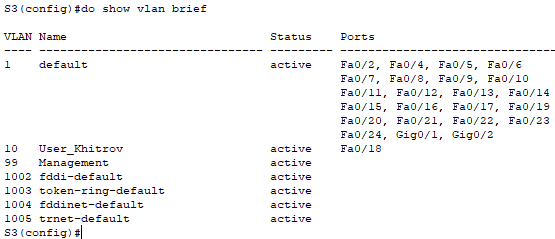 S3(config)#do show vlan brief
VLAN Name                             Status    Ports
---- -------------------------------- --------- -------------------------------
1    default                          active    Fa0/2, Fa0/4, Fa0/5, Fa0/6
                                                Fa0/7, Fa0/8, Fa0/9, Fa0/10
                                                Fa0/11, Fa0/12, Fa0/13, Fa0/14
                                                Fa0/15, Fa0/16, Fa0/17, Fa0/19
                                                Fa0/20, Fa0/21, Fa0/22, Fa0/23
                                                Fa0/24, Gig0/1, Gig0/2
10   User_Khitrov                     active    Fa0/18
99   Management                       active
1002 fddi-default                     active
1003 token-ring-default               active
1004 fddinet-default                  active
1005 trnet-default                    active
S3(config)#